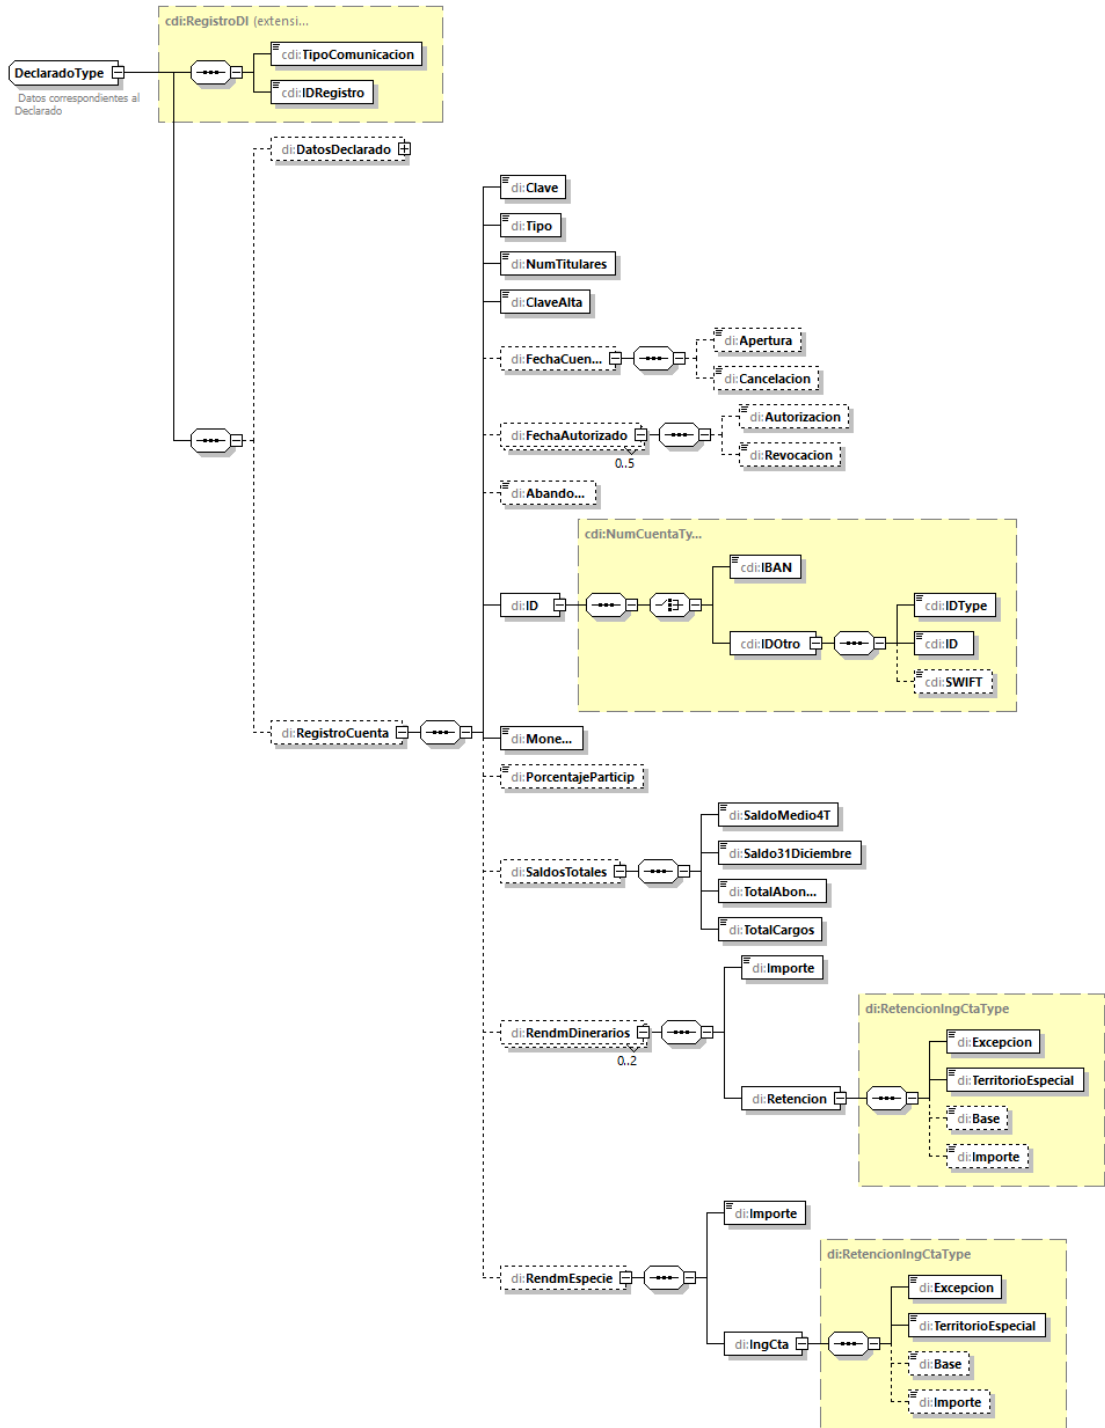 cdi:RegistroDI (extensi...
cdi:TipoComunicacion
DeclaradoType
cdi:IDRegistro
Datos correspondientes al
Declarado
di:DatosDeclarado
di:Clave
di:Tipo
di:NumTitulares
di:ClaveAlta
di:Apertura
di:FechaCuen...
di:Cancelacion
di:Autorizacion
di:FechaAutorizado
0..5
di:Revocacion
di:Abando...
cdi:NumCuentaTy...
cdi:IBAN
di:ID
cdi:IDType
cdi:IDOtro
cdi:ID
cdi:SWIFT
di:RegistroCuenta
di:Mone...
di:PorcentajeParticip
di:SaldoMedio4T
di:Saldo31Diciembre
di:SaldosTotales
di:TotalAbon...
di:TotalCargos
di:Importe
di:RetencionIngCtaType
di:RendmDinerarios
0..2
di:Excepcion
di:TerritorioEspecial
di:Retencion
di:Base
di:Importe
di:Importe
di:RetencionIngCtaType
di:RendmEspecie
di:Excepcion
di:TerritorioEspecial
di:IngCta
di:Base
di:Importe